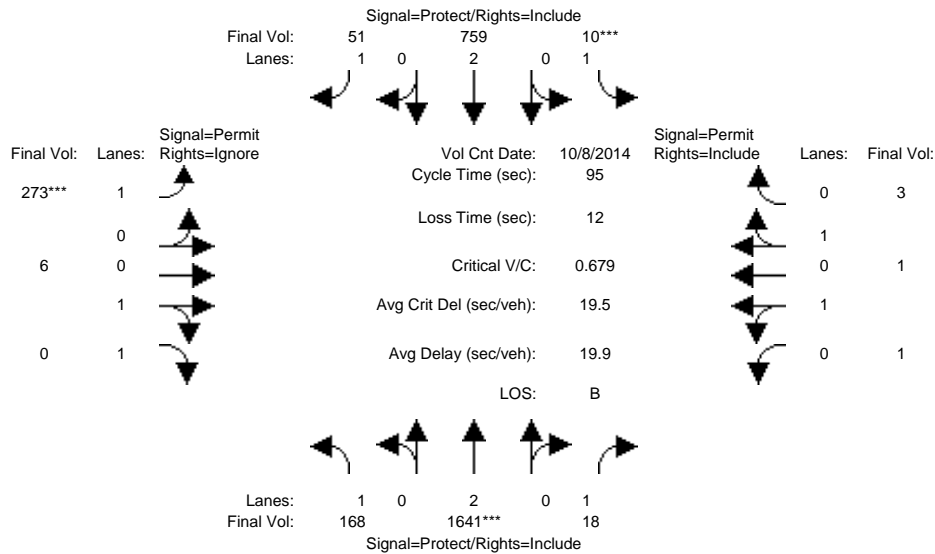 Signal=Protect/Rights=Include
Final Vol: 51 759 10***
Lanes: 1 0 2 0 1
Signal=Permit
Final Vol: Lanes: Rights=Ignore
Vol Cnt Date: 10/8/2014
Signal=Permit
Rights=Include Lanes: Final Vol:
Cycle Time (sec): 95
273*** 1
0 3
Loss Time (sec): 12
0
1
6 0
Critical V/C: 0.679
0 1
1
Avg Crit Del (sec/veh): 19.5
1
0 1
Avg Delay (sec/veh): 19.9
0 1
LOS: B
Lanes: 1 0 2 0 1
Final Vol: 168 1641*** 18
Signal=Protect/Rights=Include